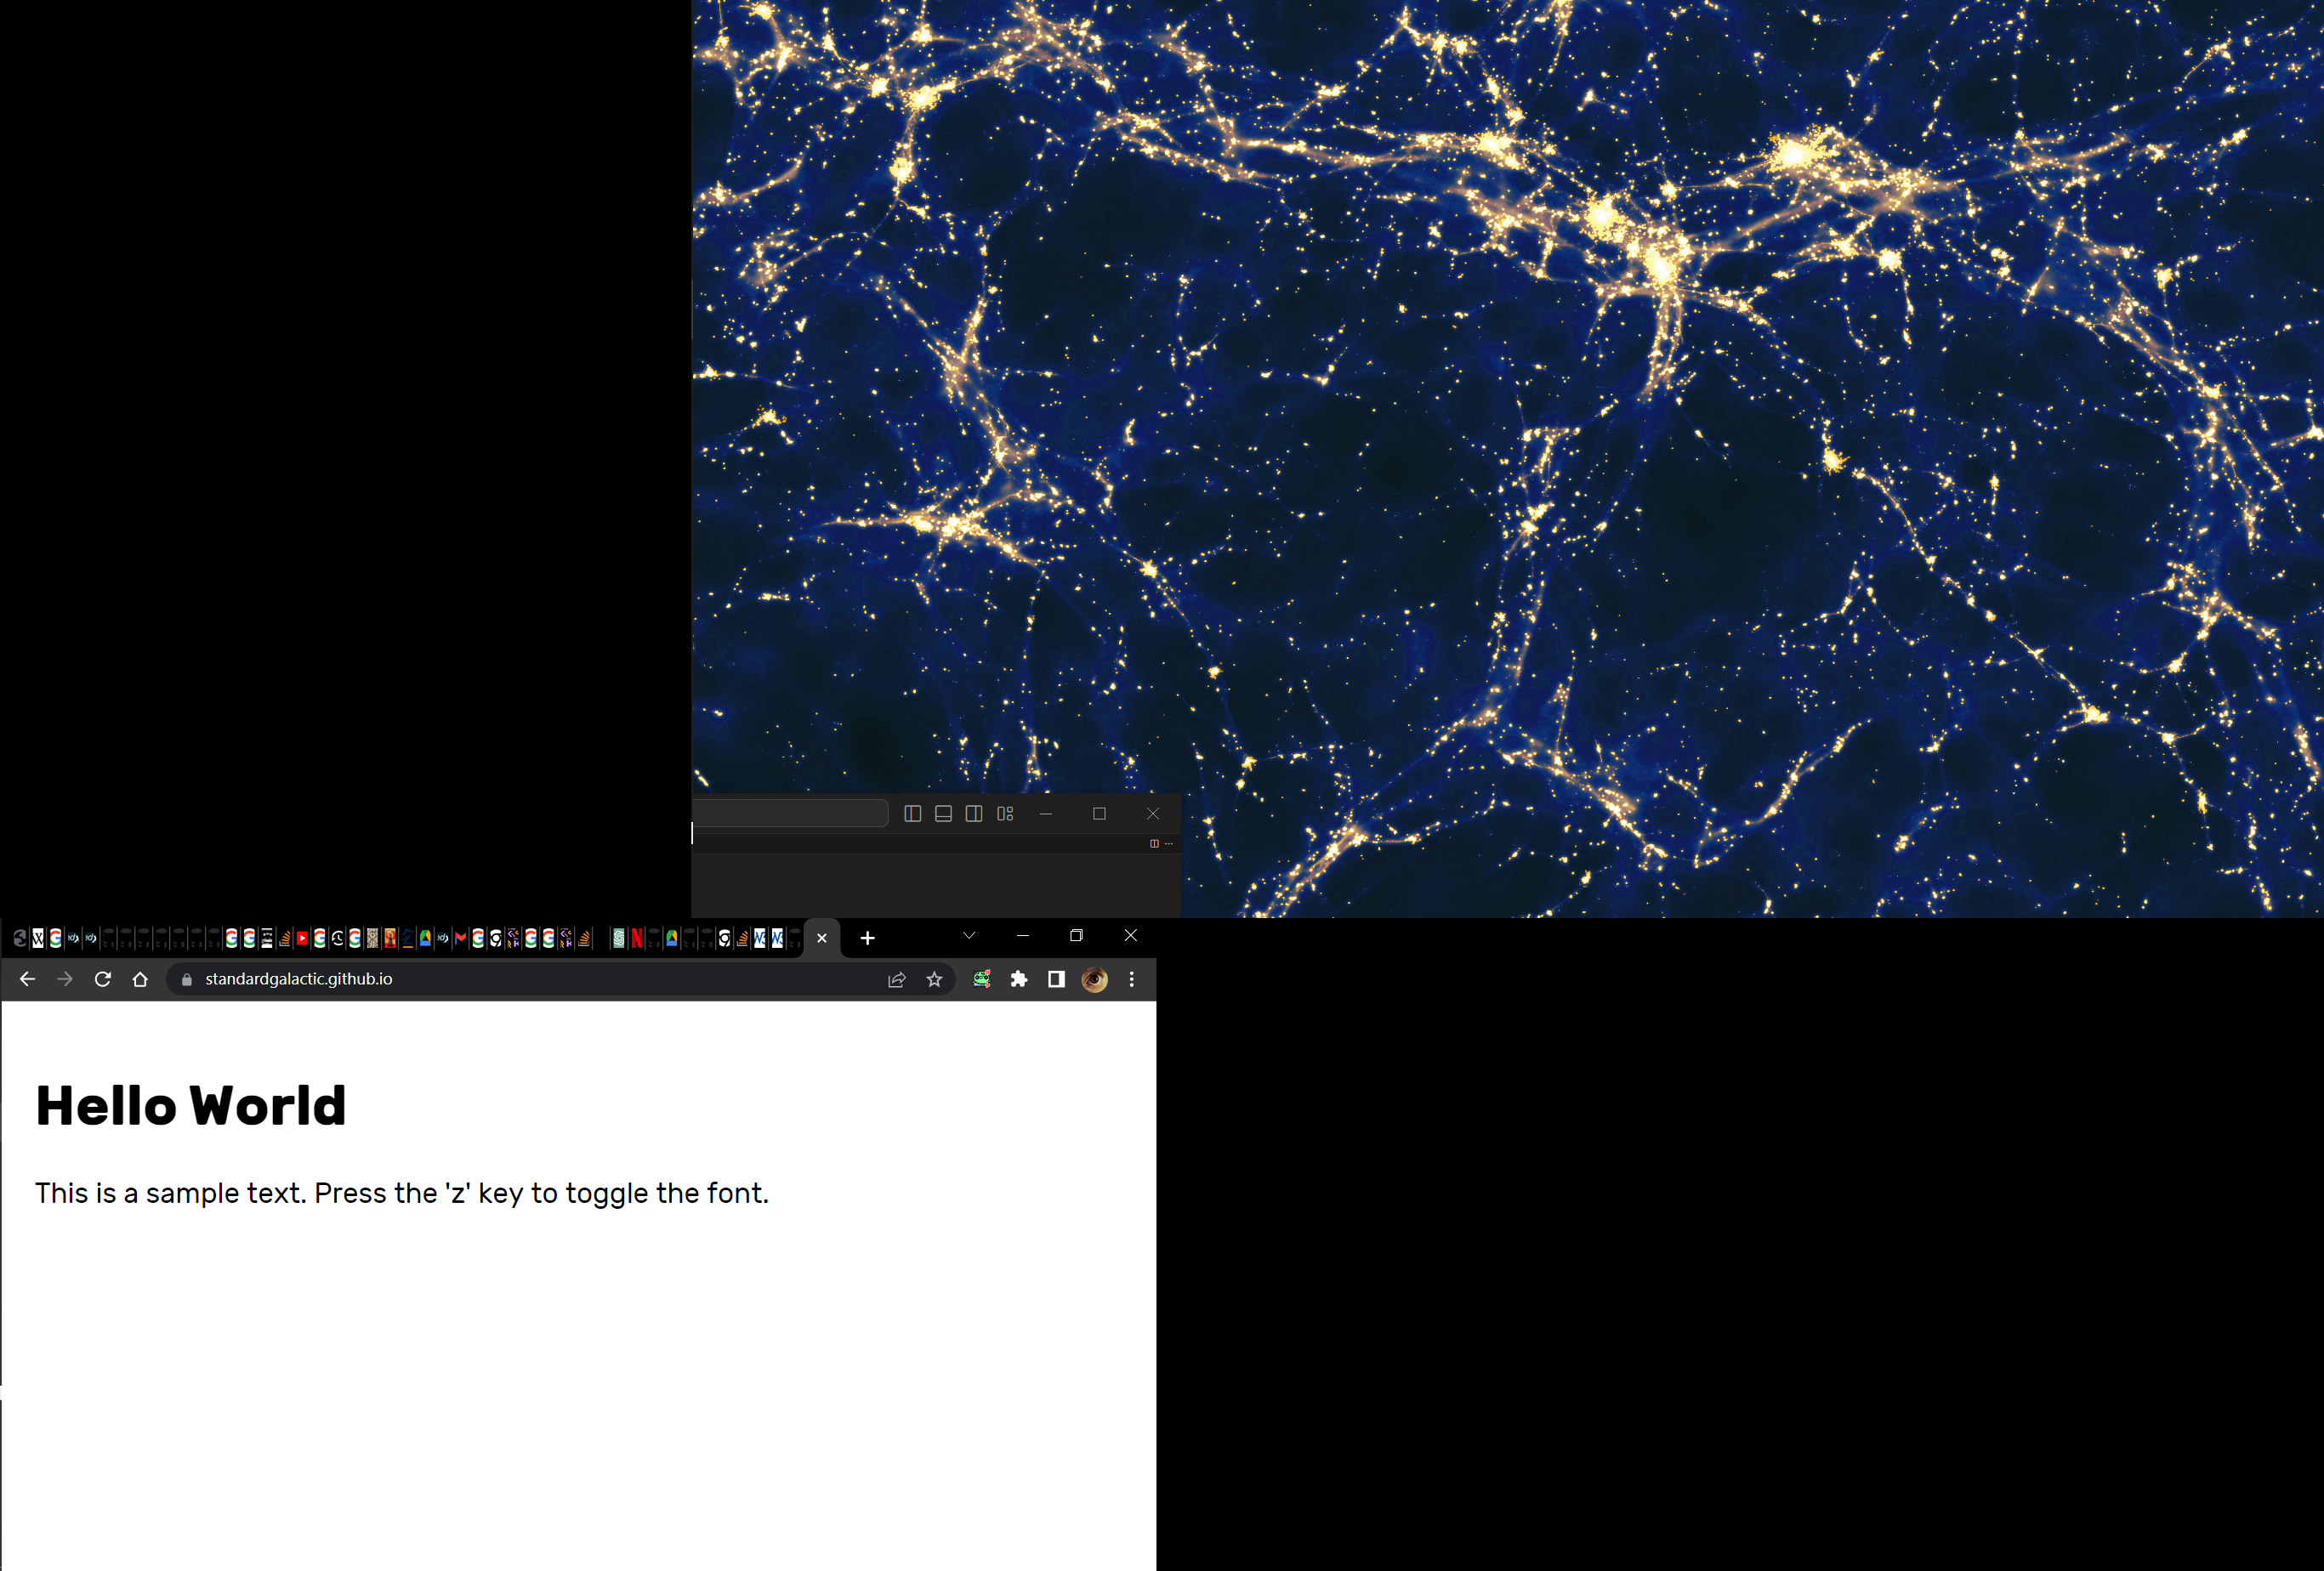 standardgalactic.github.io
Hello World
This is a sample text. Press the 'z' key to toggle the font.